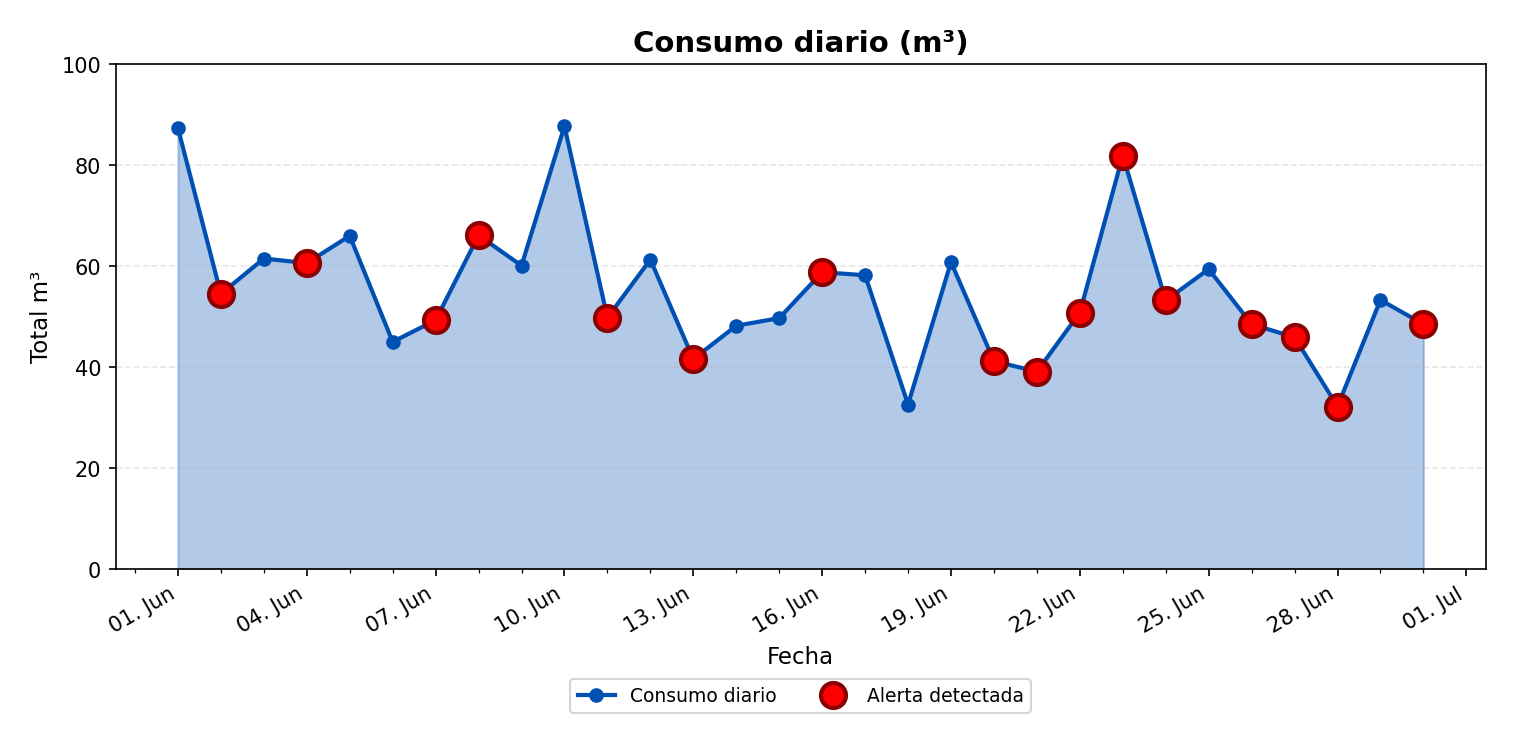 Consumo diario (m³)
Total m³
100
80
60
40
20
0
01. Jun
04. Jun
07. Jun
10. Jun
13. Jun
16. Jun
19. Jun
22. Jun
25. Jun
28. Jun
01. Jul
Fecha
Consumo diario
Alerta detectada